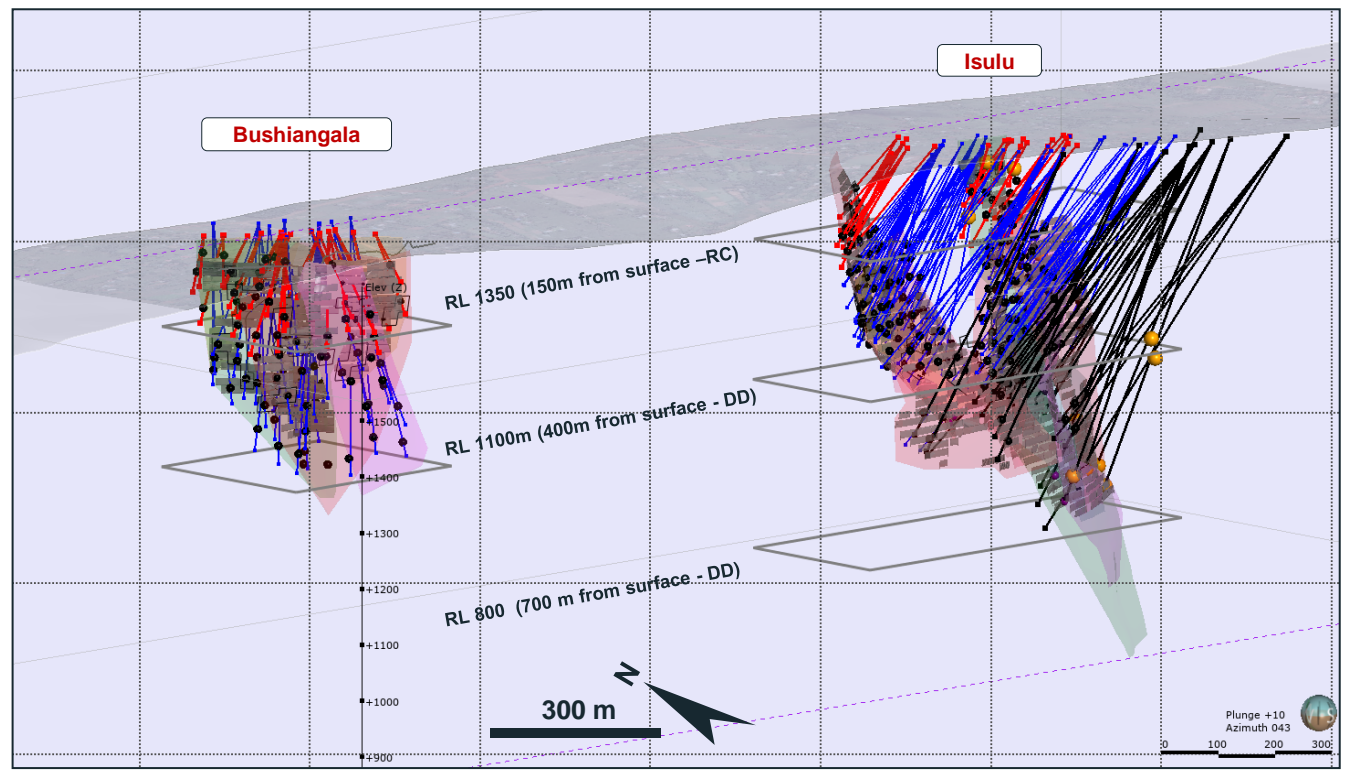 Isulu
Bushiangala
RL 1350 (150m from surface –RC)
Elev (Z)
RL 1100m (400m from surface - DD)
+1500
+1400
+1300
RL 800 (700 m from surface - DD)
+1200
+1100
N
+1000
300 m
Plunge +10
Azimuth 043
0 100 200 300
+900